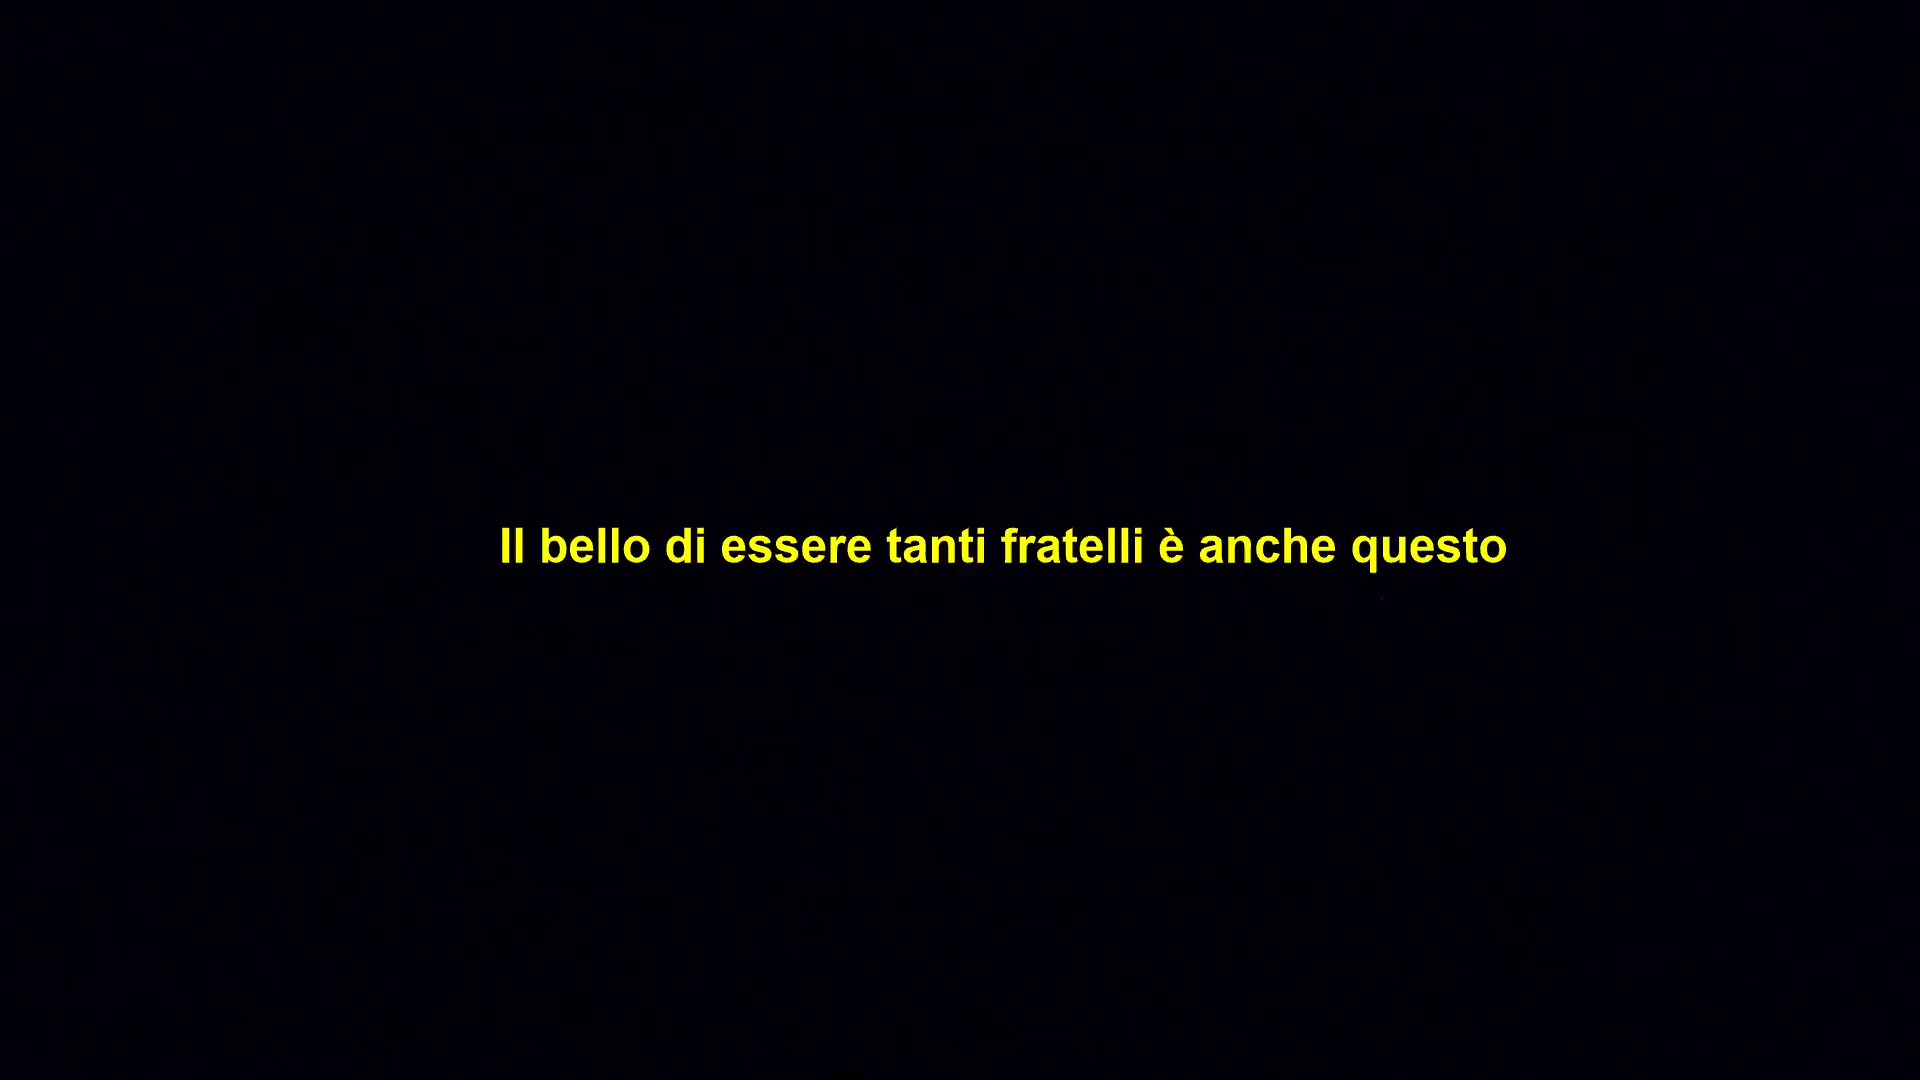 Il bello di essere tanti fratelli è anche questo